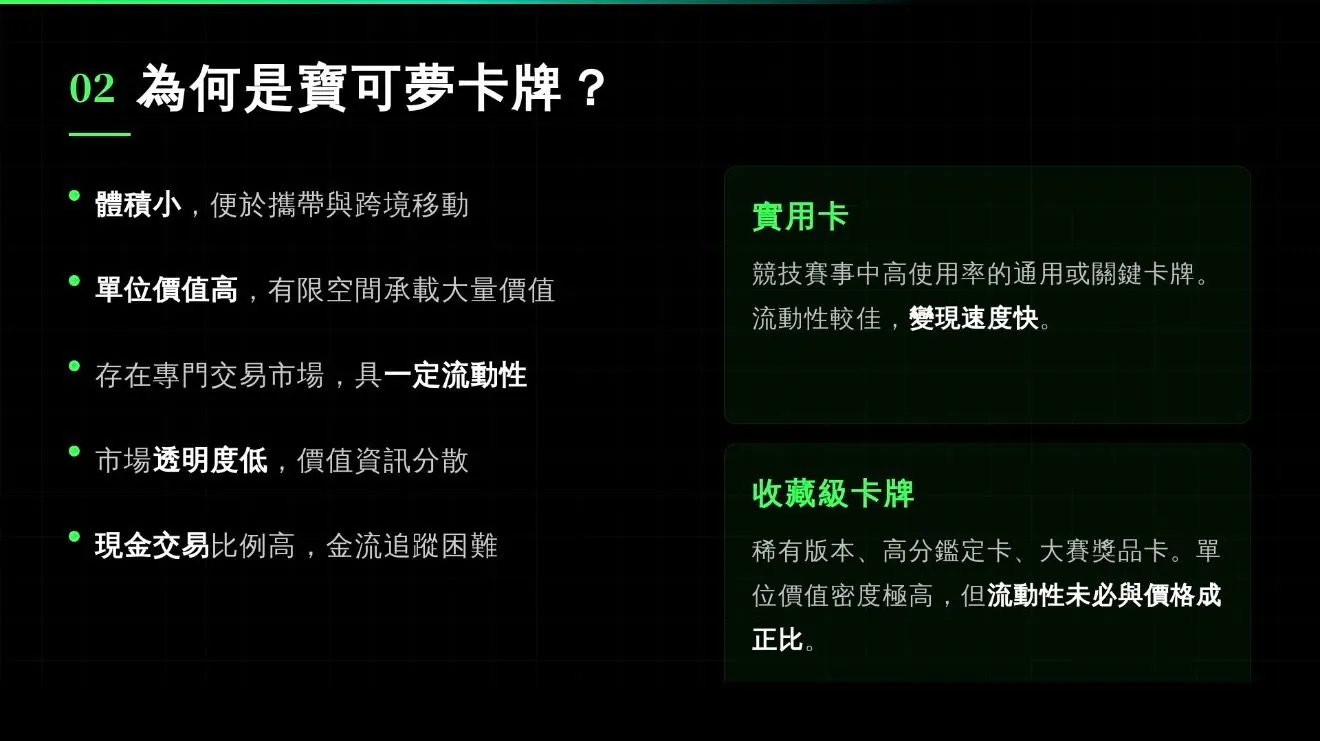 02 為何是寶可夢卡牌？
體積小，便於攜帶與跨境移動
單位價值高，有限空間承載大量價值
存在專門交易市場，具一定流動性
市場透明度低，價值資訊分散
現金交易比例高，金流追蹤困難
實用卡
競技賽事中高使用率的通用或關鍵卡牌。
流動性較佳，變現速度快。
收藏級卡牌
稀有版本、高分鑑定卡、大賽獎品卡。單
位價值密度極高，但流動性未必與價格成
正比。